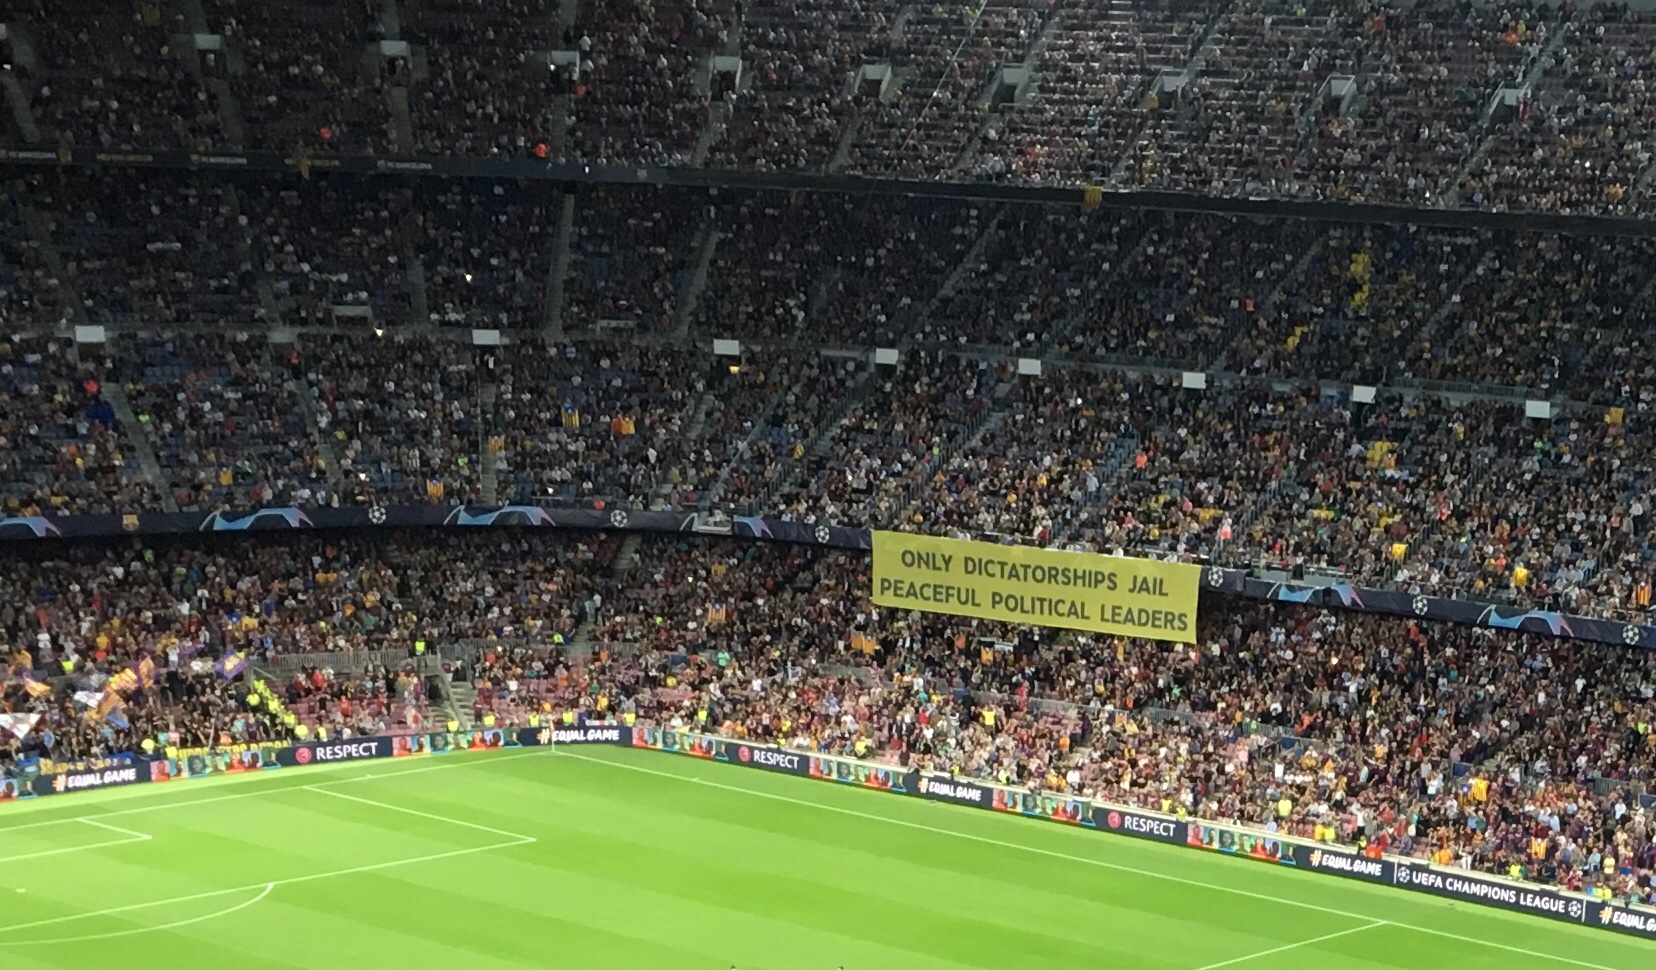 ONLY DICTATORSHIPS JAIL
PEACEFUL POLITICAL LEADERS
#EQUAL GAME
RESPECT
#EQUAL GAME
RESPECT
#EQUAL GAME
RESPECT
#EQUAL GAME
UEFA CHAMPIONS LEAGUE
#EQUAL